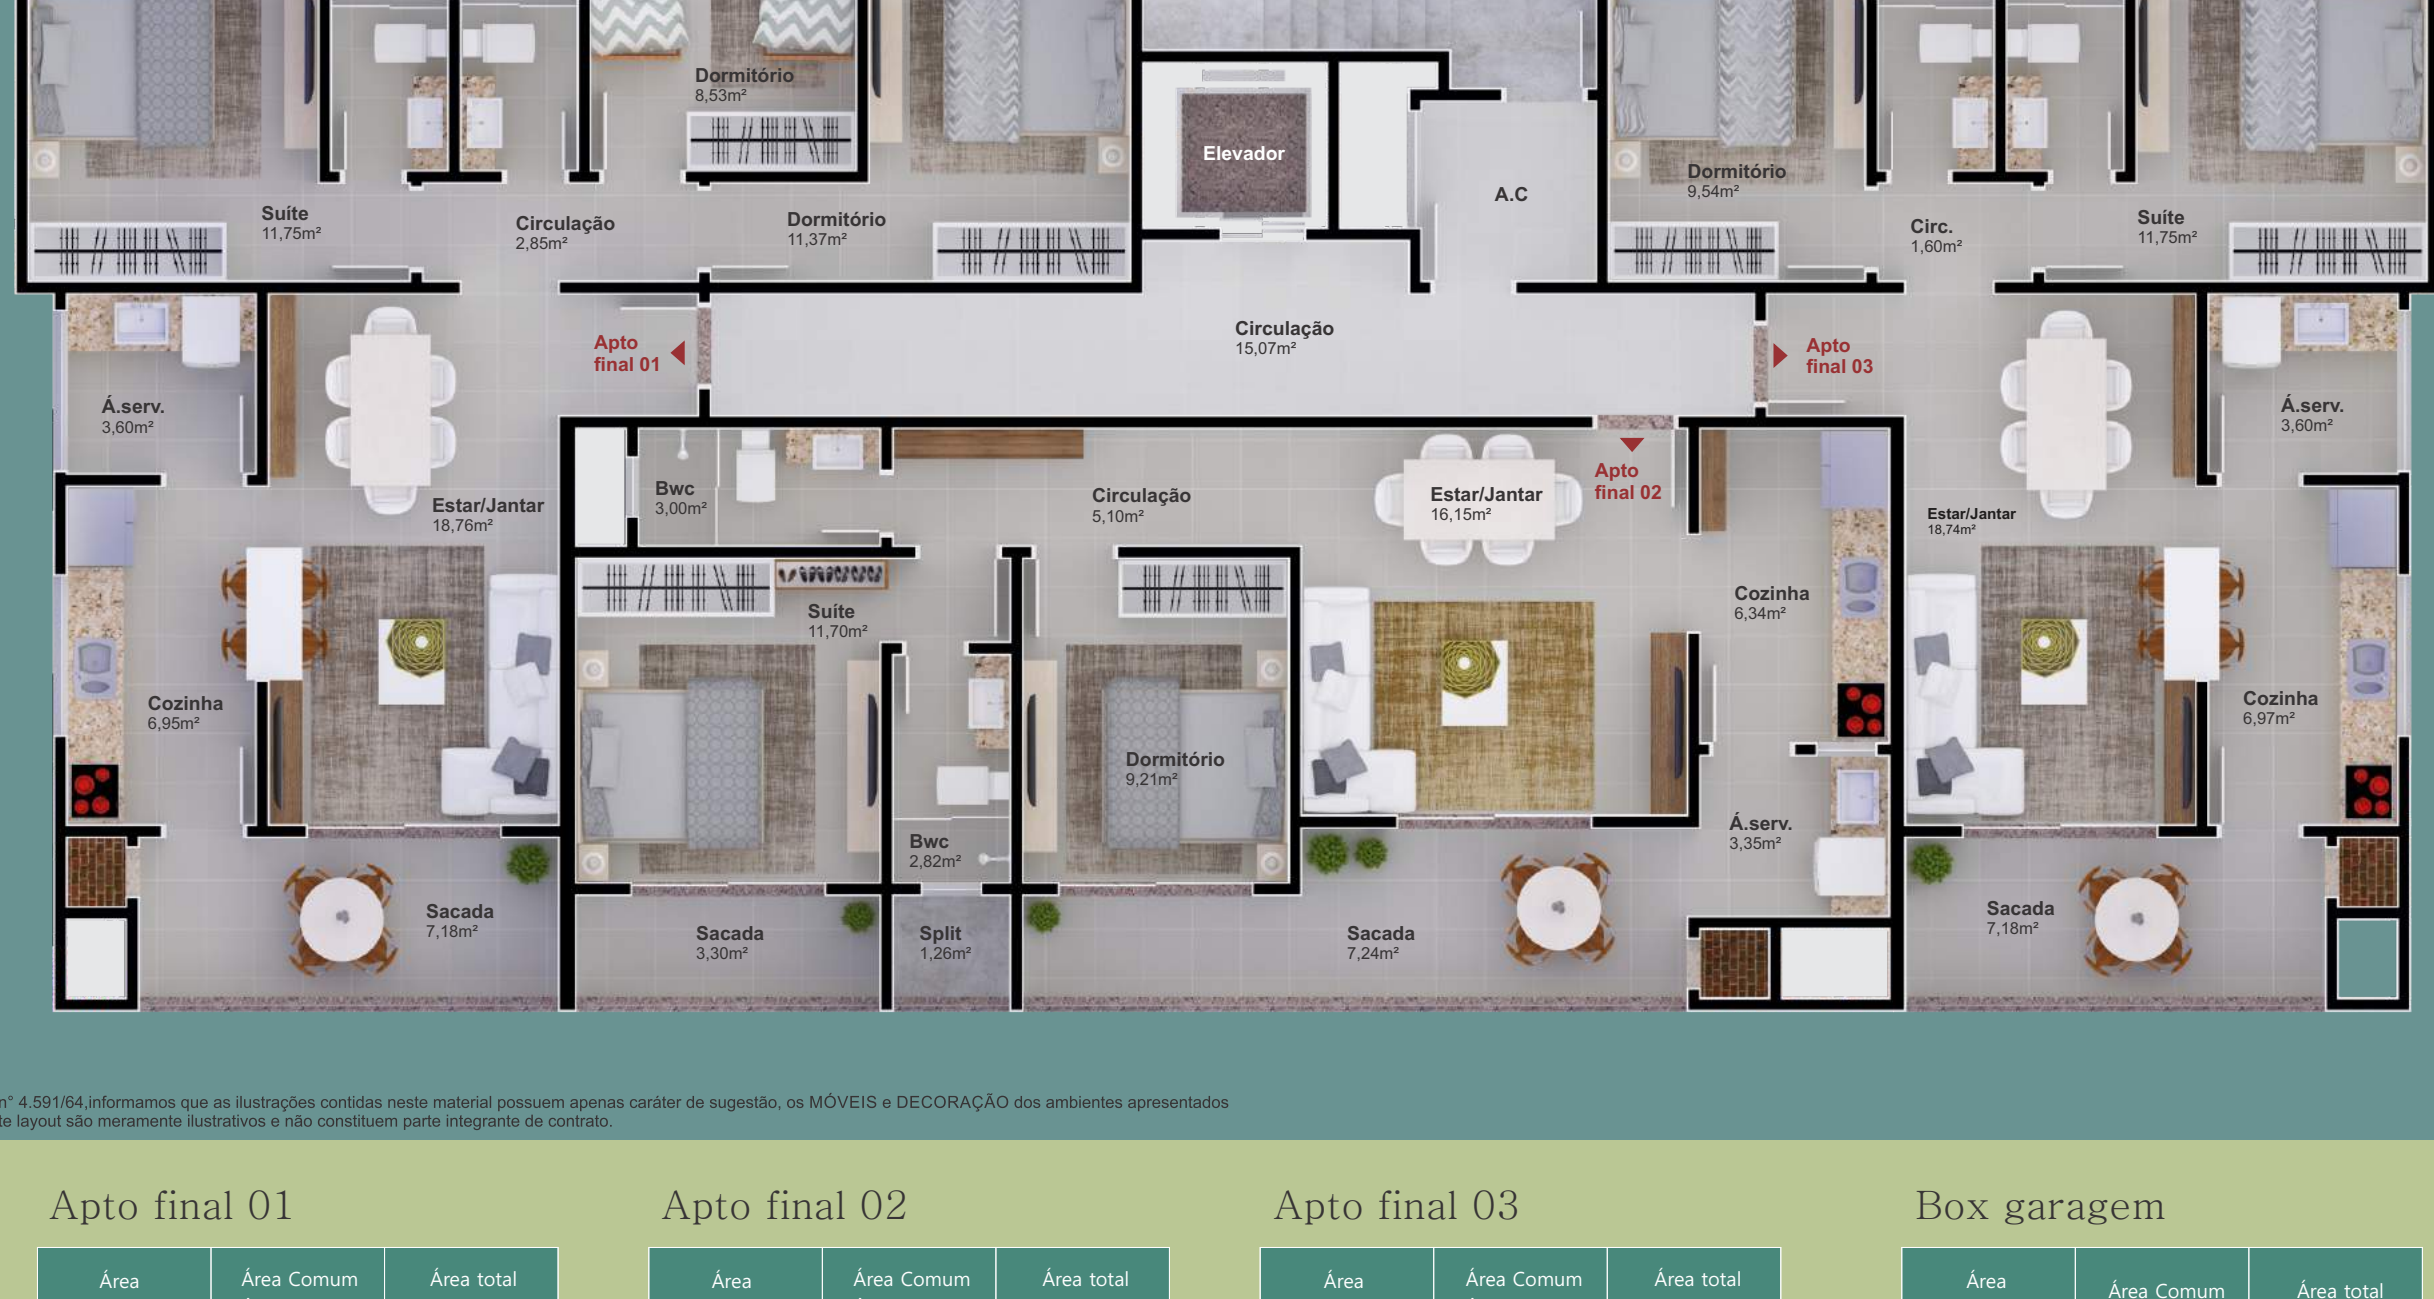 Dormitório
8,53m²
Elevador
A.C
Dormitório
9,54m²
Suíte
11,75m²
Circulação
2,85m²
Dormitório
11,37m²
Circ.
1,60m²
Suíte
11,75m²
Apto
final 01
Circulação
15,07m²
Apto
final 03
Á.serv.
3,60m²
Á.serv.
3,60m²
Estar/Jantar
18,76m²
Bwc
3,00m²
Circulação
5,10m²
Estar/Jantar
16,15m²
Apto
final 02
Estar/Jantar
18,74m²
Suíte
11,70m²
Cozinha
6,34m²
Cozinha
6,95m²
Cozinha
6,97m²
Dormitório
9,21m²
Bwc
2,82m²
Á.serv.
3,35m²
Sacada
7,18m²
Sacada
3,30m²
Split
1,26m²
Sacada
7,24m²
Sacada
7,18m²
n° 4.591/64,informamos que as ilustrações contidas neste material possuem apenas caráter de sugestão, os MÓVEIS e DECORAÇÃO dos ambientes apresentados
te layout são meramente ilustrativos e não constituem parte integrante de contrato.
Apto final 01
Apto final 02
Apto final 03
Box garagem
Área
Área Comum
Área total
Área
Área Comum
Área total
Área
Área Comum
Área total
Área
Área Comum
Área total